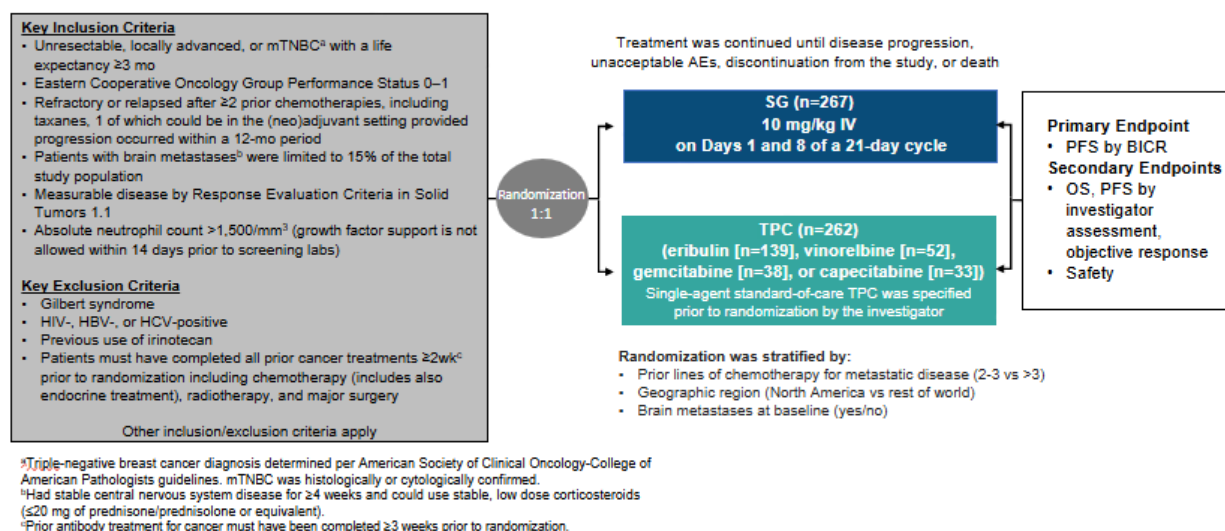 Key Inclusion Criteria
• Unresectable, locally advanced, or mTNBCᵃ with a life
expectancy ≥3 mo
• Eastern Cooperative Oncology Group Performance Status 0–1
• Refractory or relapsed after ≥2 prior chemotherapies, including
taxanes, 1 of which could be in the (neo)adjuvant setting provided
progression occurred within a 12-mo period
• Patients with brain metastasesᵇ were limited to 15% of the total
study population
• Measurable disease by Response Evaluation Criteria in Solid
Tumors 1.1
• Absolute neutrophil count >1,500/mm³ (growth factor support is not
allowed within 14 days prior to screening labs)
Key Exclusion Criteria
• Gilbert syndrome
• HIV-, HBV-, or HCV-positive
• Previous use of irinotecan
• Patients must have completed all prior cancer treatments ≥2wkᶜ
prior to randomization including chemotherapy (includes also
endocrine treatment), radiotherapy, and major surgery
Other inclusion/exclusion criteria apply
Randomization
1:1
Treatment was continued until disease progression,
unacceptable AEs, discontinuation from the study, or death
SG (n=267)
10 mg/kg IV
on Days 1 and 8 of a 21-day cycle
TPC (n=262)
(eribulin [n=139], vinorelbine [n=52],
gemcitabine [n=38], or capecitabine [n=33])
Single-agent standard-of-care TPC was specified
prior to randomization by the investigator
Randomization was stratified by:
• Prior lines of chemotherapy for metastatic disease (2-3 vs >3)
• Geographic region (North America vs rest of world)
• Brain metastases at baseline (yes/no)
Primary Endpoint
• PFS by BICR
Secondary Endpoints
• OS, PFS by
investigator
assessment,
objective response
• Safety
ᵃTriple-negative breast cancer diagnosis determined per American Society of Clinical Oncology-College of
American Pathologists guidelines. mTNBC was histologically or cytologically confirmed.
ᵇHad stable central nervous system disease for ≥4 weeks and could use stable, low dose corticosteroids
(≤20 mg of prednisone/prednisolone or equivalent).
ᶜPrior antibody treatment for cancer must have been completed ≥3 weeks prior to randomization.